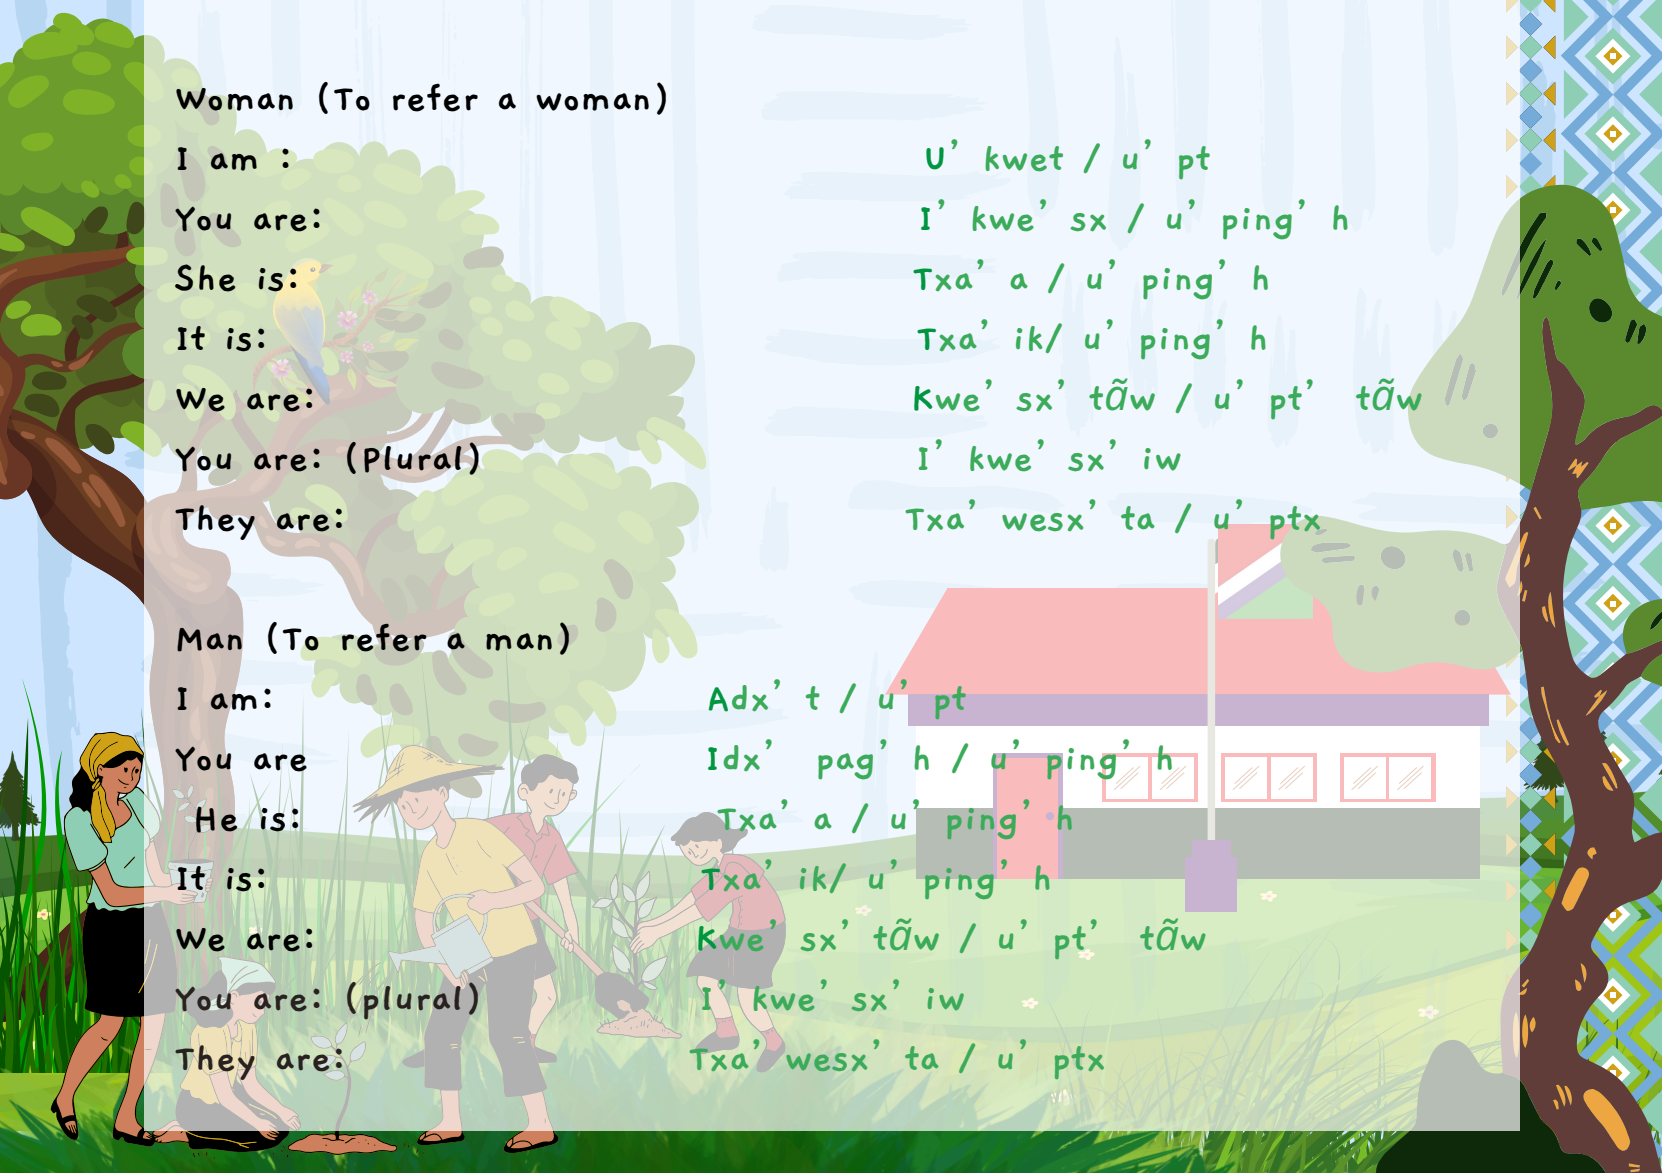 Woman (To refer a woman)
I am : U’ kwet / u’ pt
You are: I’ kwe’ sx / u’ ping’ h
She is: Txa’ a / u’ ping’ h
It is: Txa’ ik/ u’ ping’ h
We are: Kwe’ sx’ tãw / u’ pt’ tãw
You are: (Plural) I’ kwe’ sx’ iw
They are: Txa’ wesx’ ta / u’ ptx
Man (To refer a man)
I am: Adx’ t / u’ pt
You are Idx’ pag’ h / u’ ping’ h
He is: Txa’ a / u’ ping’ h
It is: Txa’ ik/ u’ ping’ h
We are: Kwe’ sx’ tãw / u’ pt’ tãw
You are: (plural) I’ kwe’ sx’ iw
They are: Txa’ wesx’ ta / u’ ptx